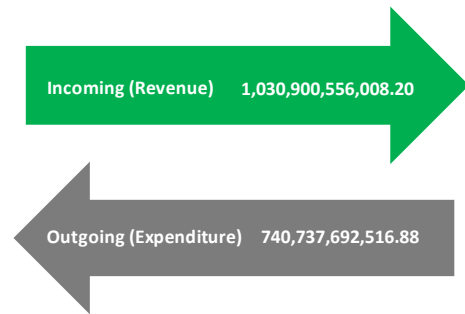 Incoming (Revenue) 1,030,900,556,008.20
Outgoing (Expenditure) 740,737,692,516.88